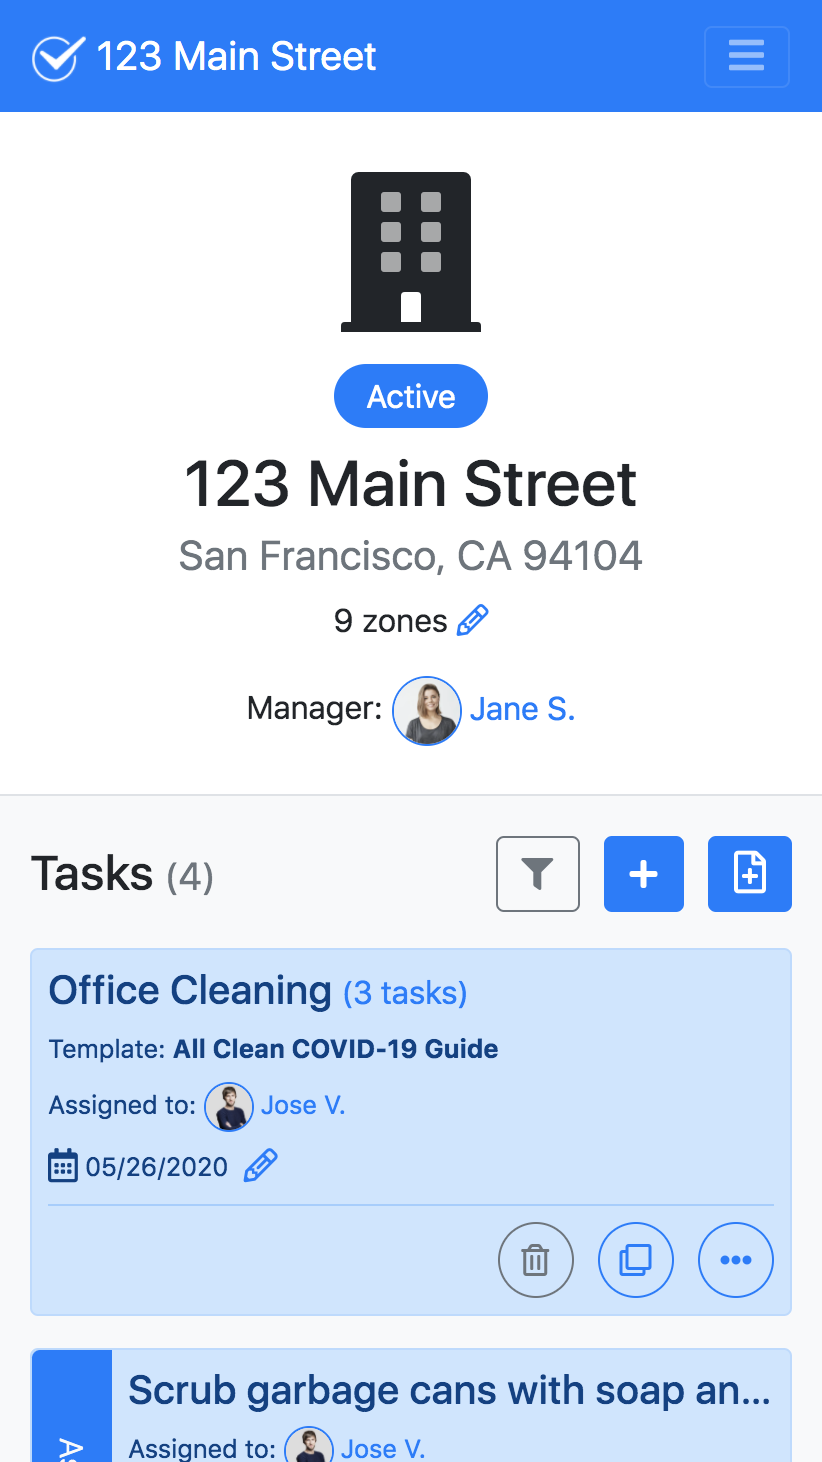 123 Main Street
Active
123 Main Street
San Francisco, CA 94104
9 zones
Manager: Jane S.
Tasks (4)
Office Cleaning (3 tasks)
Template: All Clean COVID-19 Guide
Assigned to: Jose V.
05/26/2020
Scrub garbage cans with soap an...
Assigned to: Jose V.